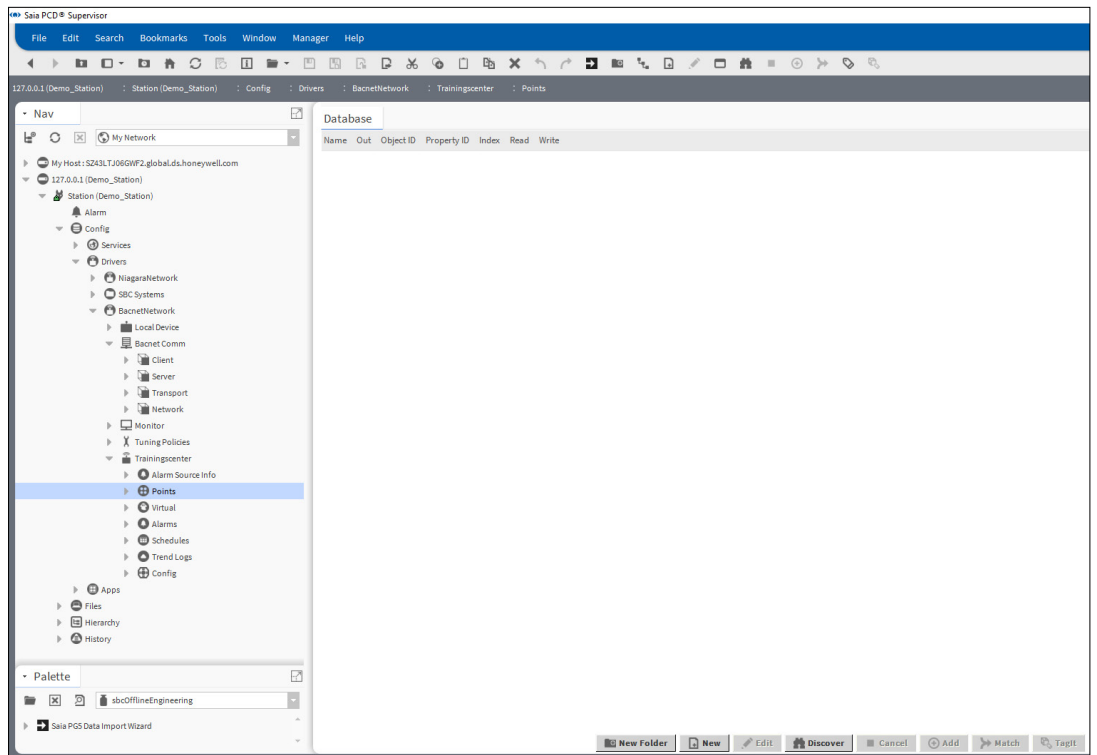 Saia PCD® Supervisor
File Edit Search Bookmarks Tools Window Manager Help
127.0.0.1 (Demo_Station) : Station (Demo_Station) : Config : Drivers : BacnetNetwork : Trainingscenter : Points
Nav
My Network
My Host : SZ43LTJ06GWF2.global.ds.honeywell.com
127.0.0.1 (Demo_Station)
Station (Demo_Station)
Alarm
Config
Services
Drivers
NiagaraNetwork
SBC Systems
BacnetNetwork
Local Device
Bacnet Comm
Client
Server
Transport
Network
Monitor
Tuning Policies
Trainingscenter
Alarm Source Info
Points
Virtual
Alarms
Schedules
Trend Logs
Config
Apps
Files
Hierarchy
History
Palette
sbcOfflineEngineering
Saia PG5 Data Import Wizard
Database
Name Out Object ID Property ID Index Read Write
New Folder New Edit Discover Cancel Add Match TagIt